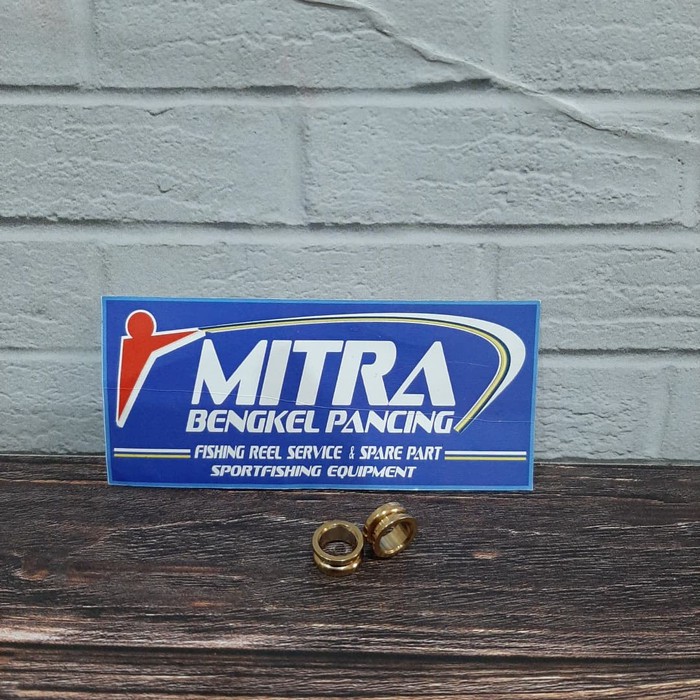 MITRA
BENGKEL PANCING
FISHING REEL SERVICE & SPARE PART
SPORTFISHING EQUIPMENT